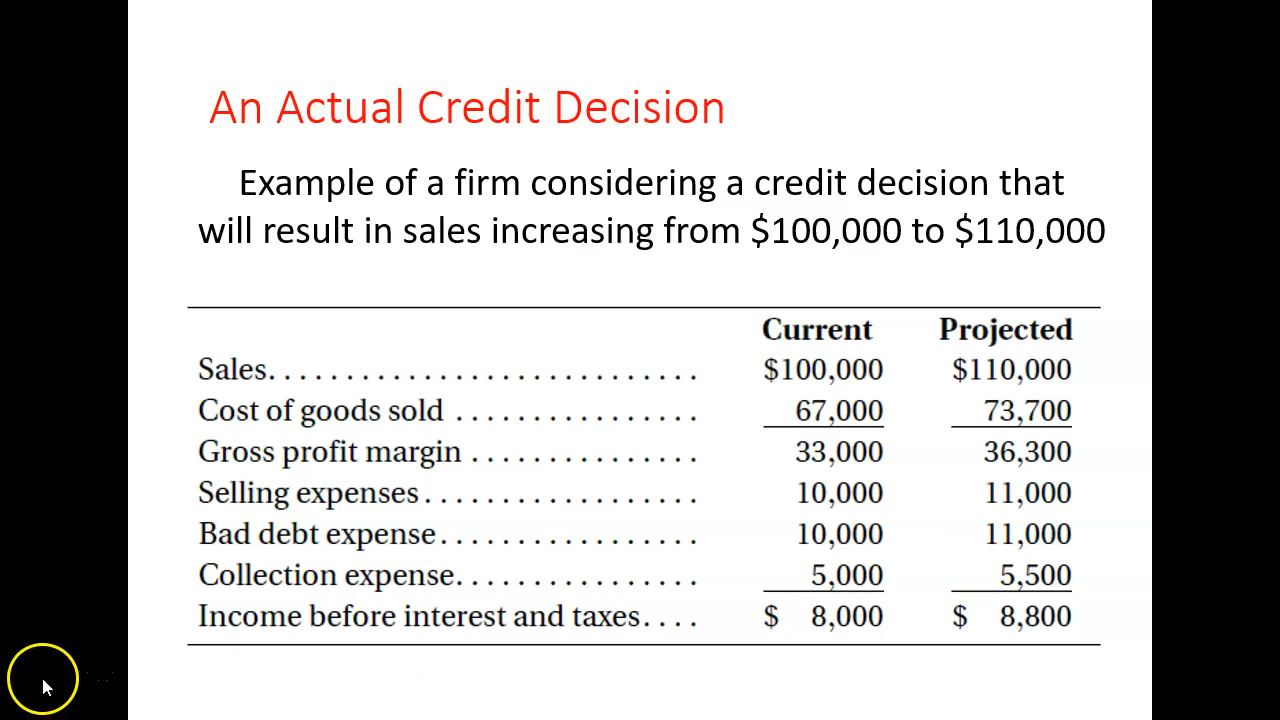 An Actual Credit Decision
Example of a firm considering a credit decision that
will result in sales increasing from $100,000 to $110,000
Current Projected
Sales. . . . . . . . . . . . . . . . . . . . . . . . . . . . $100,000 $110,000
Cost of goods sold . . . . . . . . . . . . . . . . 67,000 73,700
Gross profit margin . . . . . . . . . . . . . . . 33,000 36,300
Selling expenses . . . . . . . . . . . . . . . . . . 10,000 11,000
Bad debt expense . . . . . . . . . . . . . . . . . 10,000 11,000
Collection expense. . . . . . . . . . . . . . . . 5,000 5,500
Income before interest and taxes. . . . $ 8,000 $ 8,800